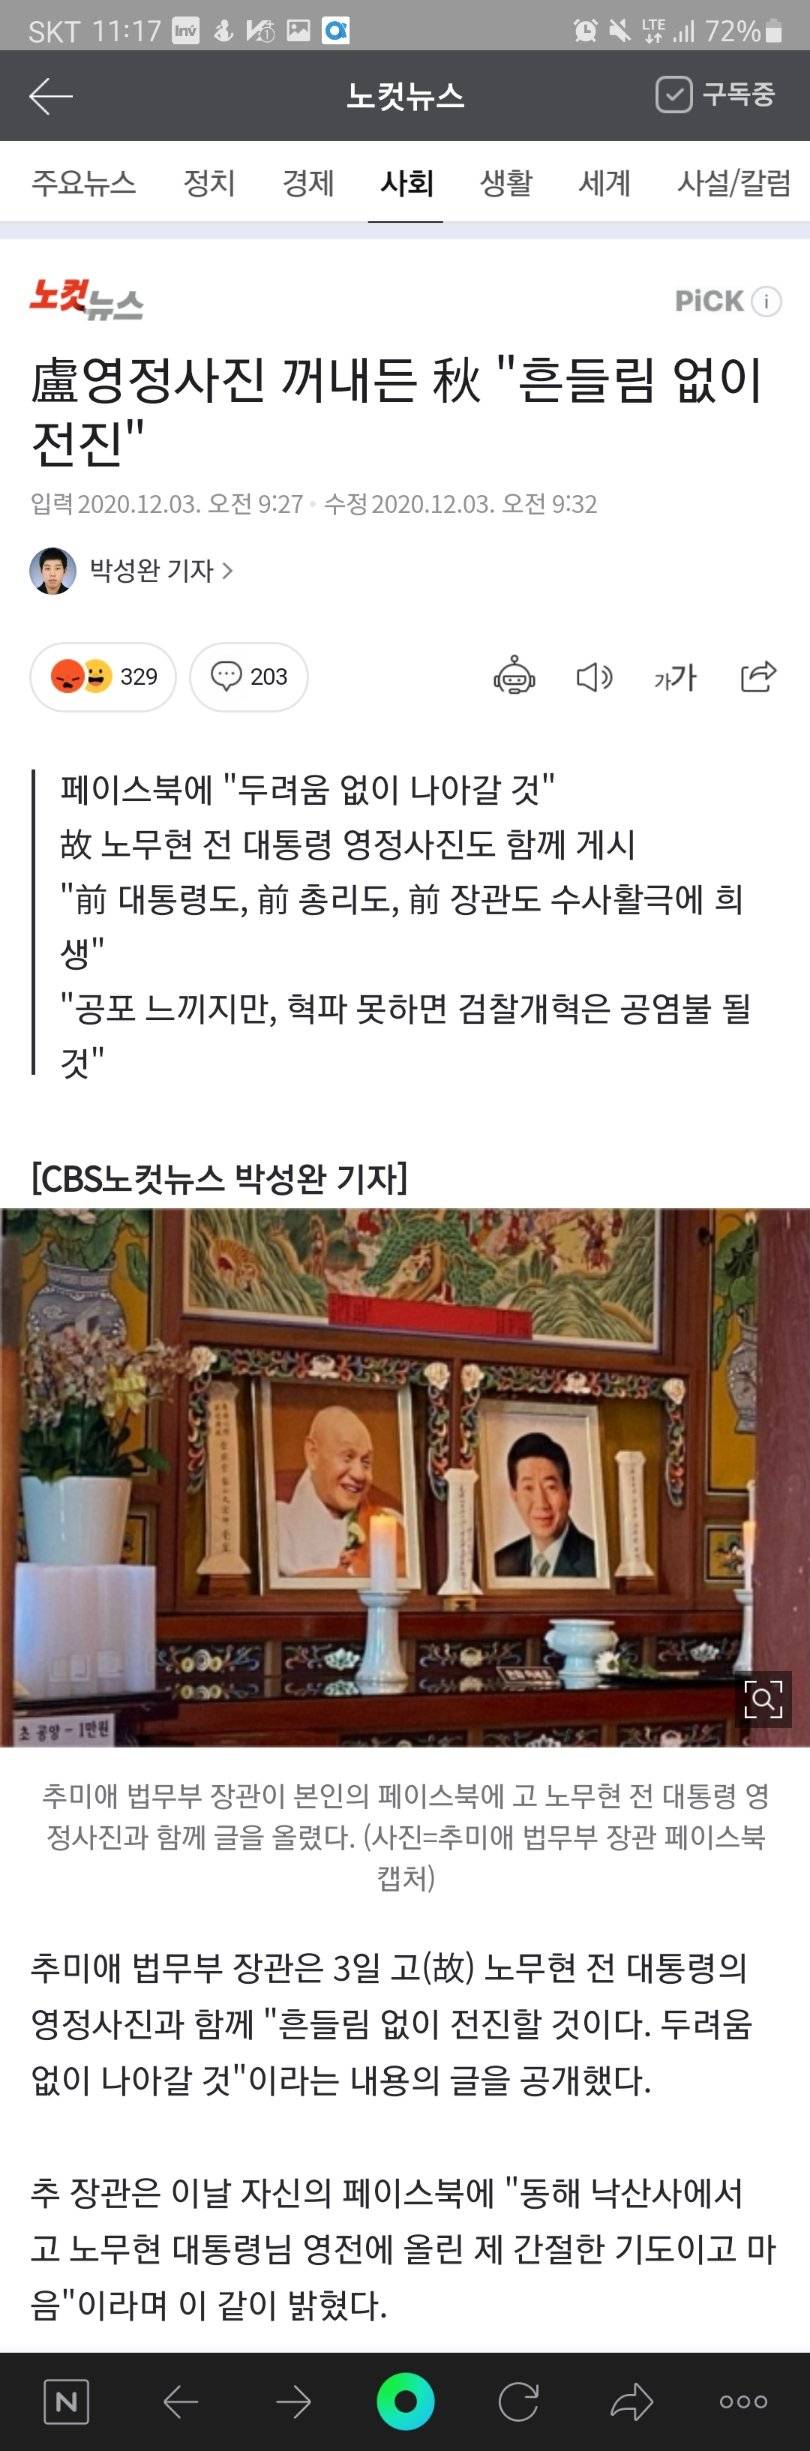 SKT 11:17 inv LTE 72%
노컷뉴스
구독중
주요뉴스 정치 경제 사회 생활 세계 사설/칼럼
노컷뉴스
PiCK i
盧영정사진 꺼내든 秋 "흔들림 없이
전진"
입력 2020.12.03. 오전 9:27 · 수정 2020.12.03. 오전 9:32
박성완 기자 >
329 203
가가
페이스북에 "두려움 없이 나아갈 것"
故 노무현 전 대통령 영정사진도 함께 게시
"前 대통령도, 前 총리도, 前 장관도 수사활극에 희
생"
"공포 느끼지만, 혁파 못하면 검찰개혁은 공염불 될
것"
[CBS노컷뉴스 박성완 기자]
초 공양 - 1만원
추미애 법무부 장관이 본인의 페이스북에 고 노무현 전 대통령 영
정사진과 함께 글을 올렸다. (사진=추미애 법무부 장관 페이스북
캡처)
추미애 법무부 장관은 3일 고(故) 노무현 전 대통령의
영정사진과 함께 "흔들림 없이 전진할 것이다. 두려움
없이 나아갈 것"이라는 내용의 글을 공개했다.
추 장관은 이날 자신의 페이스북에 "동해 낙산사에서
고 노무현 대통령님 영전에 올린 제 간절한 기도이고 마
음"이라며 이 같이 밝혔다.
N